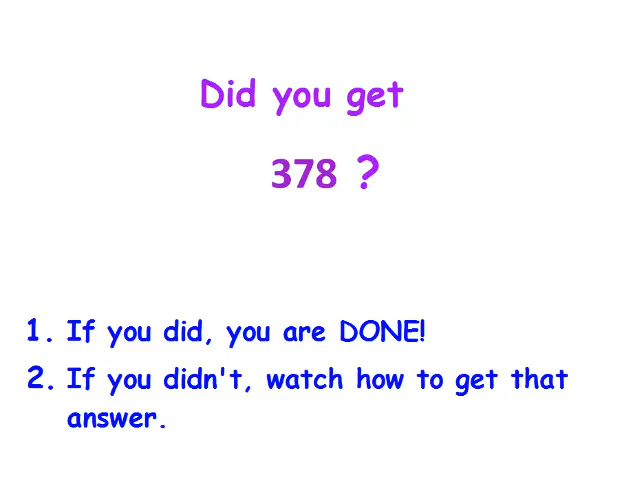 Did you get
378 ?
1. If you did, you are DONE!
2. If you didn't, watch how to get that
answer.